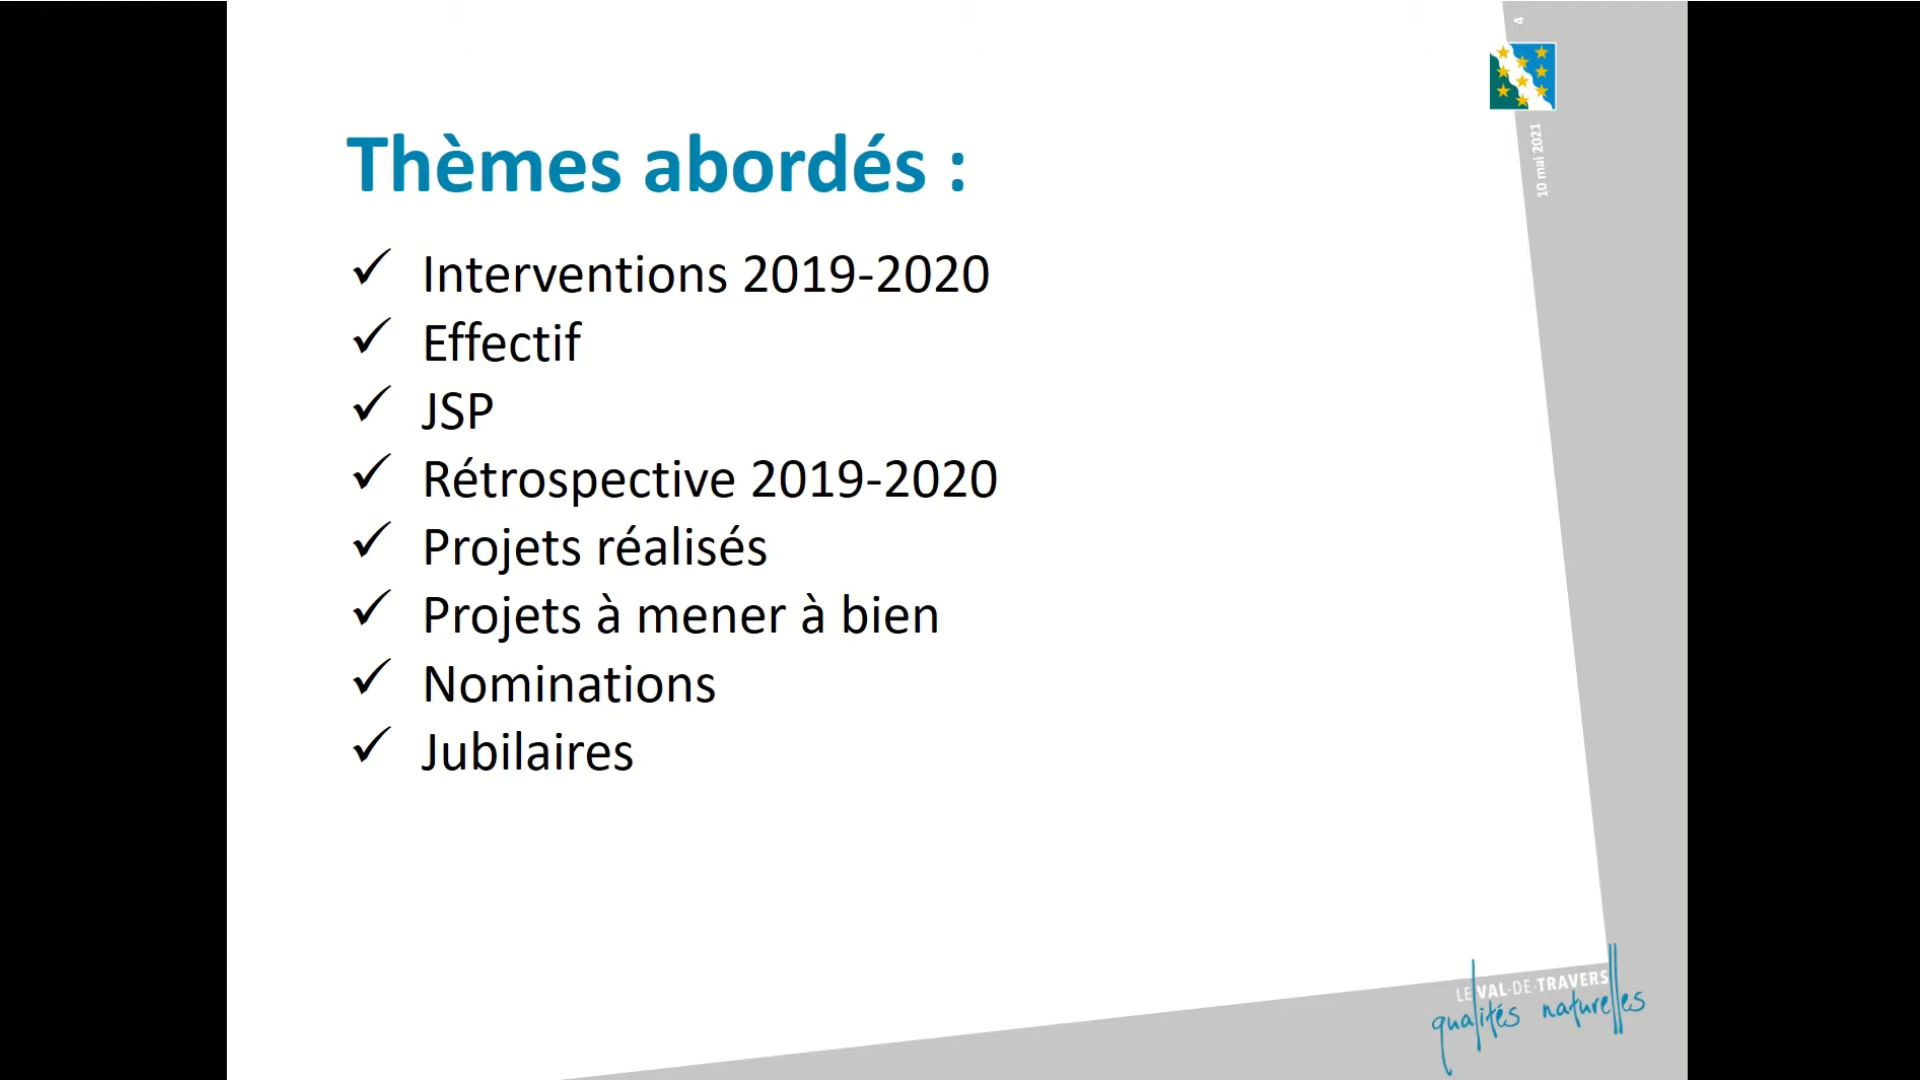 4
10 mai 2021
Thèmes abordés :
✓ Interventions 2019-2020
✓ Effectif
✓ JSP
✓ Rétrospective 2019-2020
✓ Projets réalisés
✓ Projets à mener à bien
✓ Nominations
✓ Jubilaires
LE VAL-DE-TRAVERS
qualités naturelles